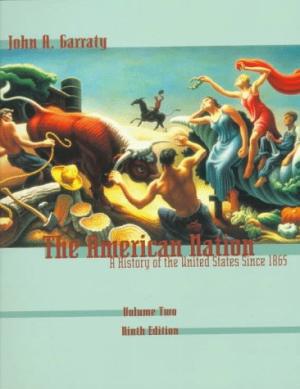 John A. Garraty
The American Nation
A History of the United States Since 1865
Volume Two
Ninth Edition